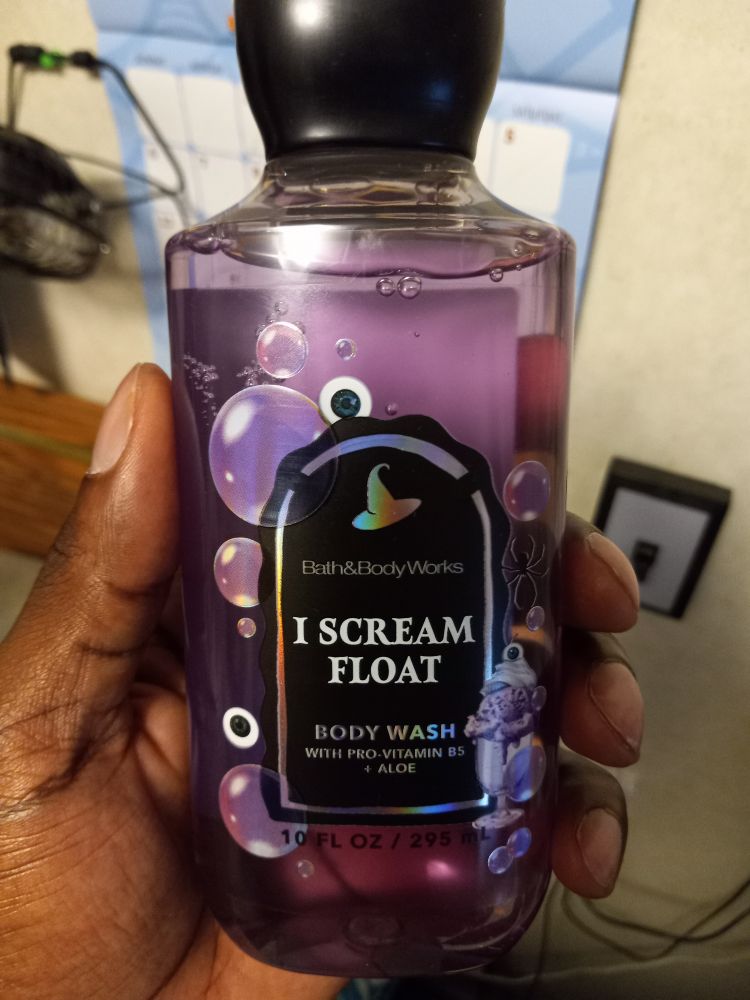 Bath&BodyWorks
I SCREAM
FLOAT
BODY WASH
WITH PRO-VITAMIN B5
+ ALOE
10 FL OZ / 295 mL